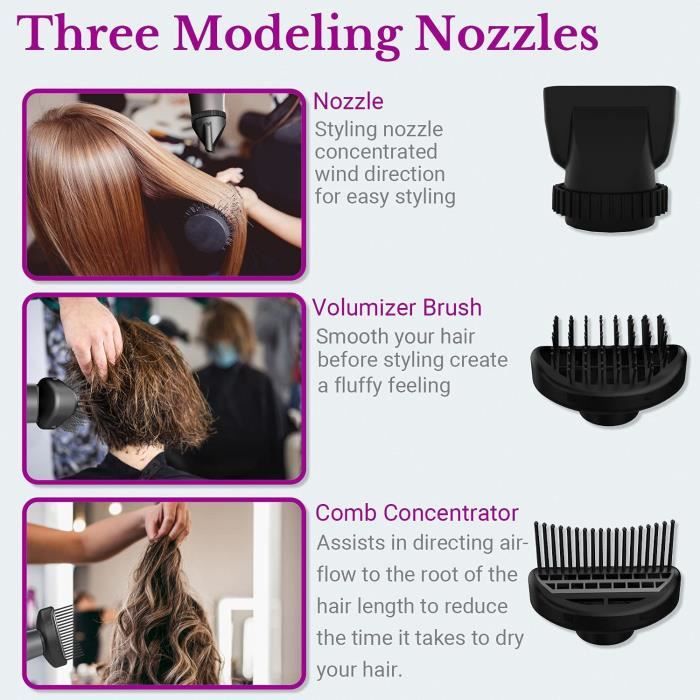 Three Modeling Nozzles
Nozzle
Styling nozzle
concentrated
wind direction
for easy styling
Volumizer Brush
Smooth your hair
before styling create
a fluffy feeling
Comb Concentrator
Assists in directing air-
flow to the root of the
hair length to reduce
the time it takes to dry
your hair.